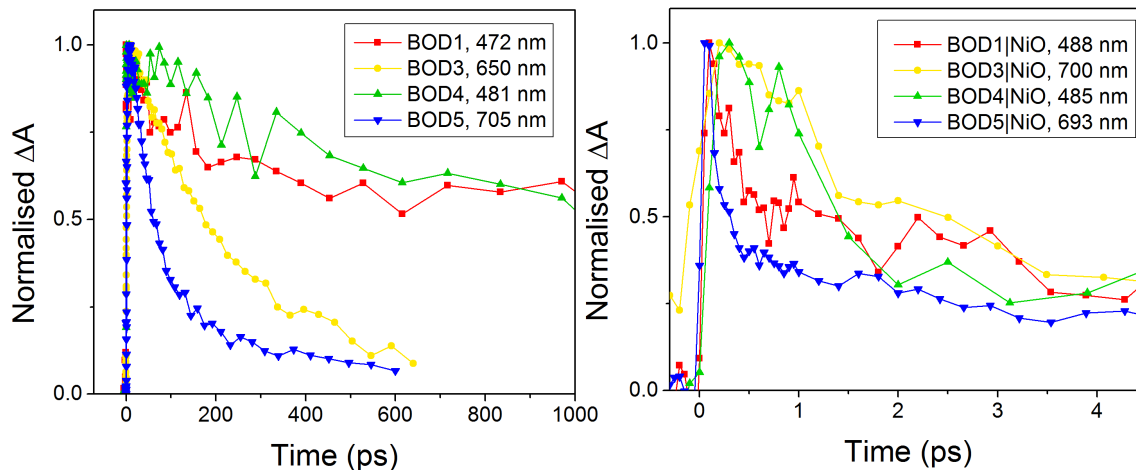 BOD1, 472 nm
BOD3, 650 nm
BOD4, 481 nm
BOD5, 705 nm
Normalised ΔA
1.0
0.5
0.0
0
200
400
600
800
1000
Time (ps)
BOD1|NiO, 488 nm
BOD3|NiO, 700 nm
BOD4|NiO, 485 nm
BOD5|NiO, 693 nm
Normalised ΔA
1.0
0.5
0.0
0
1
2
3
4
Time (ps)